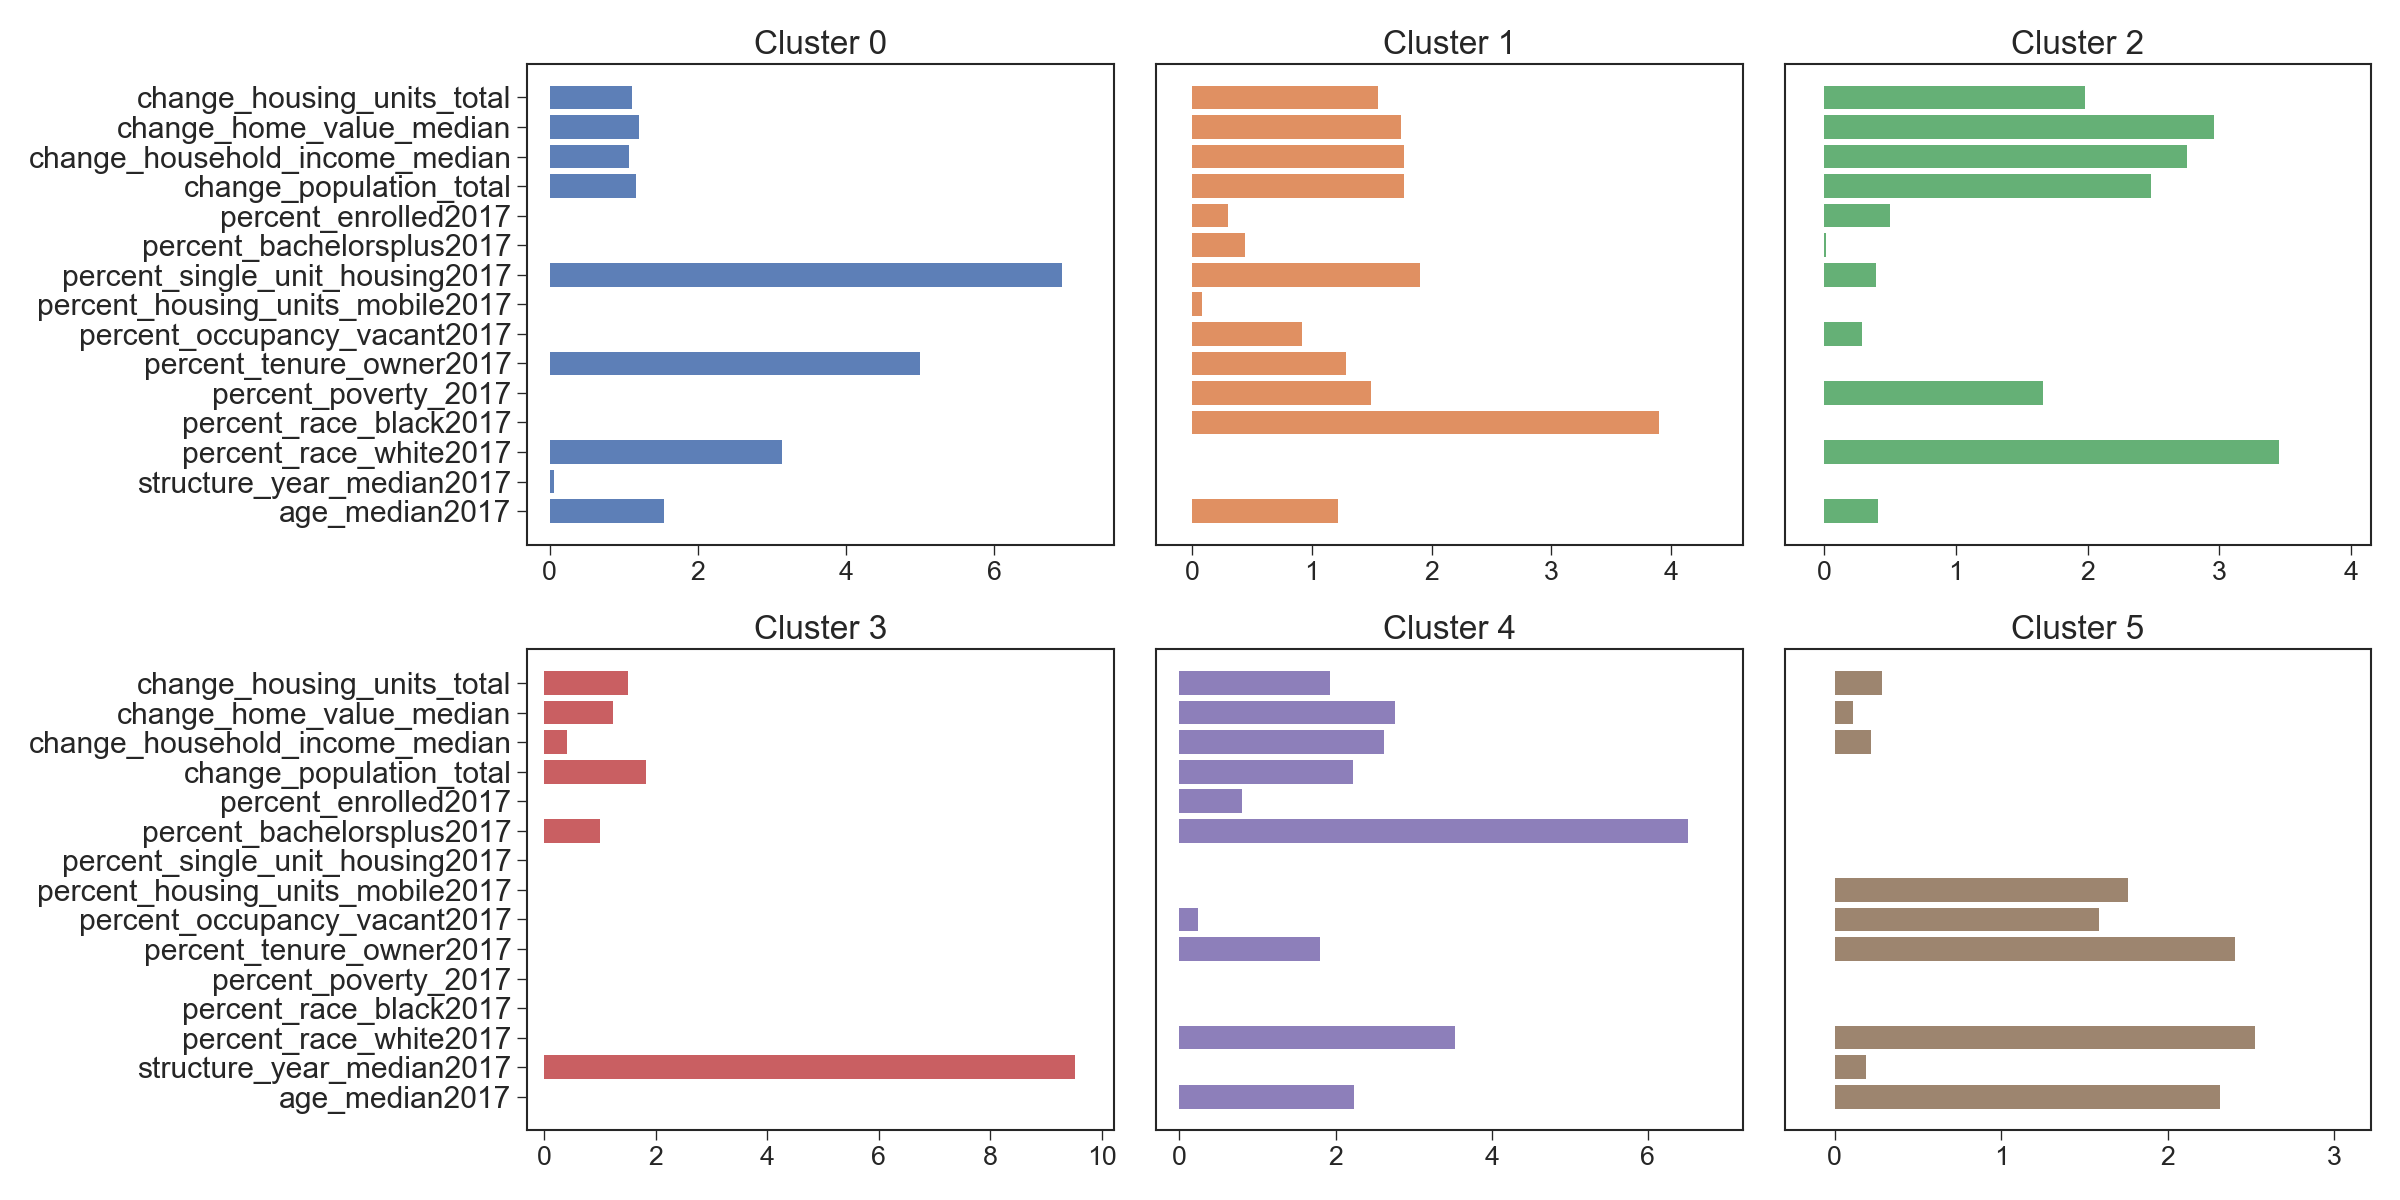 Cluster 0
Cluster 1
Cluster 2
change_housing_units_total
change_home_value_median
change_household_income_median
change_population_total
percent_enrolled2017
percent_bachelorsplus2017
percent_single_unit_housing2017
percent_housing_units_mobile2017
percent_occupancy_vacant2017
percent_tenure_owner2017
percent_poverty_2017
percent_race_black2017
percent_race_white2017
structure_year_median2017
age_median2017
0 2 4 6
0 1 2 3 4
0 1 2 3 4
Cluster 3
Cluster 4
Cluster 5
change_housing_units_total
change_home_value_median
change_household_income_median
change_population_total
percent_enrolled2017
percent_bachelorsplus2017
percent_single_unit_housing2017
percent_housing_units_mobile2017
percent_occupancy_vacant2017
percent_tenure_owner2017
percent_poverty_2017
percent_race_black2017
percent_race_white2017
structure_year_median2017
age_median2017
0 2 4 6 8 10
0 2 4 6
0 1 2 3